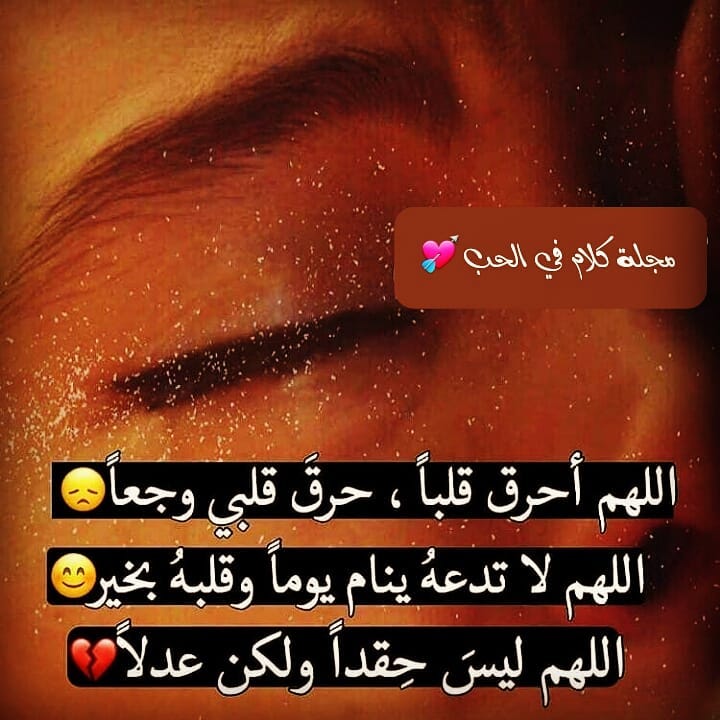 مجلة كلام في الحب 💘
اللهم أحرق قلباً ، حرقَ قلبي وجعاً😞
اللهم لا تدعهُ ينام يوماً وقلبهُ بخير😊
اللهم ليسَ حِقداً ولكن عدلاً💔